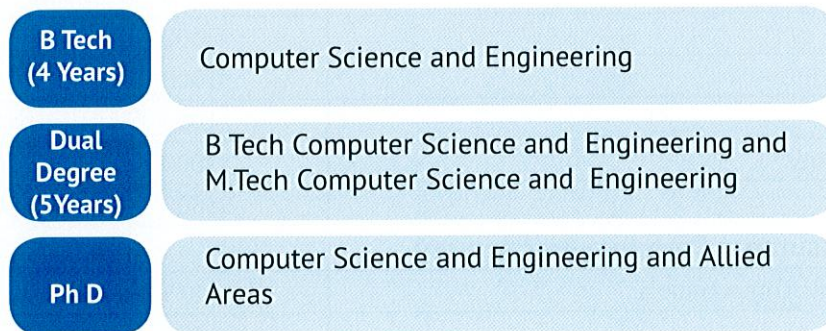 B Tech
(4 Years)
Computer Science and Engineering
Dual
Degree
(5Years)
B Tech Computer Science and Engineering and
M.Tech Computer Science and Engineering
Ph D
Computer Science and Engineering and Allied
Areas